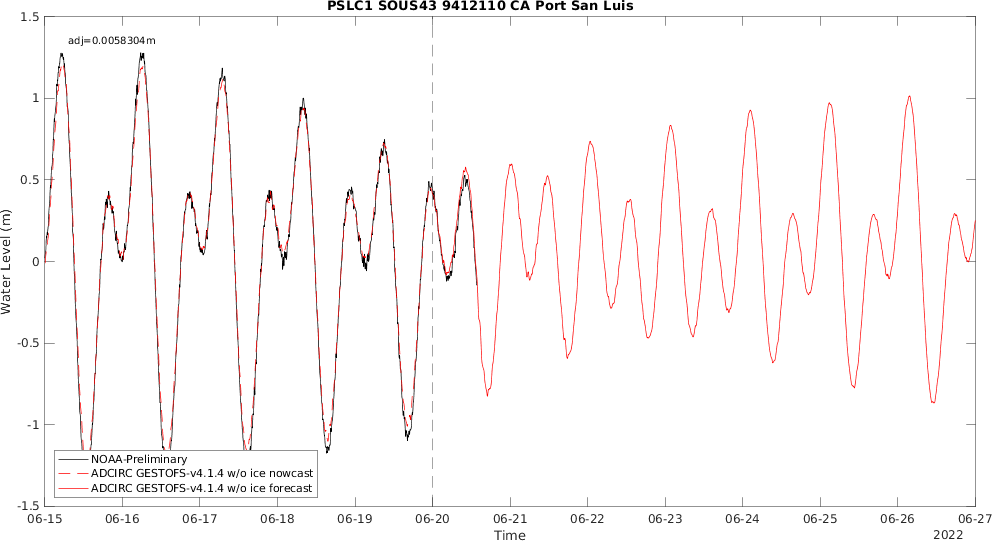 PSLC1 SOUS43 9412110 CA Port San Luis
adj=0.0058304m
1.5
1
0.5
0
-0.5
-1
-1.5
Water Level (m)
NOAA-Preliminary
ADCIRC GESTOFS-v4.1.4 w/o ice nowcast
ADCIRC GESTOFS-v4.1.4 w/o ice forecast
06-15 06-16 06-17 06-18 06-19 06-20 06-21 06-22 06-23 06-24 06-25 06-26 06-27
Time
2022